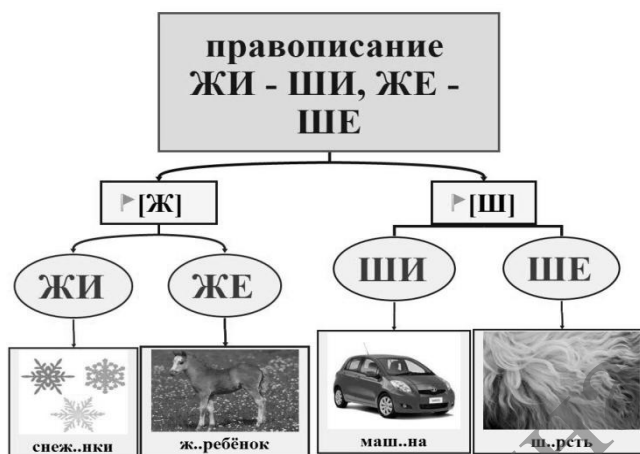 правописание
ЖИ - ШИ, ЖЕ -
ШЕ
[Ж]
[Ш]
ЖИ
ЖЕ
ШИ
ШЕ
снеж..нки
ж..ребёнок
маш..на
ш..рсть